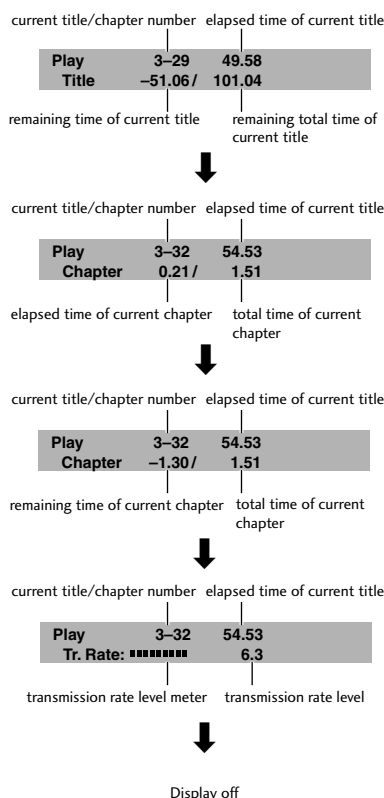 current title/chapter number elapsed time of current title
Play 3–29 49.58
Title –51.06 / 101.04
remaining time of current title remaining total time of
current title
current title/chapter number elapsed time of current title
Play 3–32 54.53
Chapter 0.21 / 1.51
elapsed time of current chapter total time of current
chapter
current title/chapter number elapsed time of current title
Play 3–32 54.53
Chapter –1.30 / 1.51
remaining time of current chapter total time of current
chapter
current title/chapter number elapsed time of current title
Play 3–32 54.53
Tr. Rate: 6.3
transmission rate level meter transmission rate level
Display off